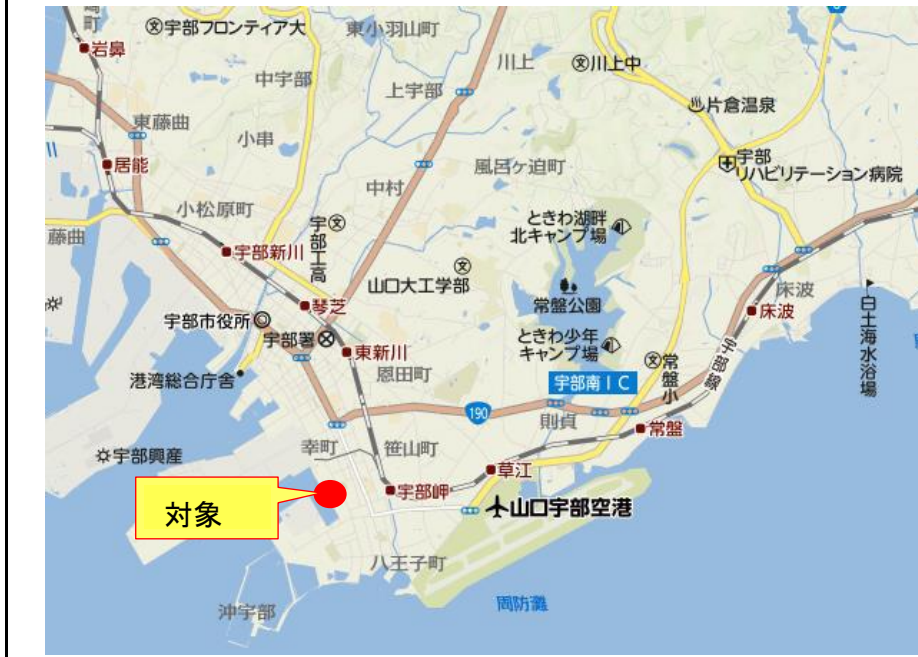 宇部フロンティア大
東小羽山町
岩鼻
川上
川上中
中宇部
上宇部
片倉温泉
東藤曲
小串
宇部
リハビリテーション病院
居能
風呂ヶ迫町
中村
小松原町
ときわ湖畔
北キャンプ場
藤曲
宇部新川
宇部工高
山口大工学部
常盤公園
床波
床波
白土海水浴場
琴芝
宇部市役所
宇部署
東新川
ときわ少年
キャンプ場
宇部線
港湾総合庁舎
恩田町
常盤小
宇部南IC
190
則貞
常盤
幸町
笹山町
宇部興産
草江
宇部岬
対象
山口宇部空港
八王子町
周防灘
沖宇部